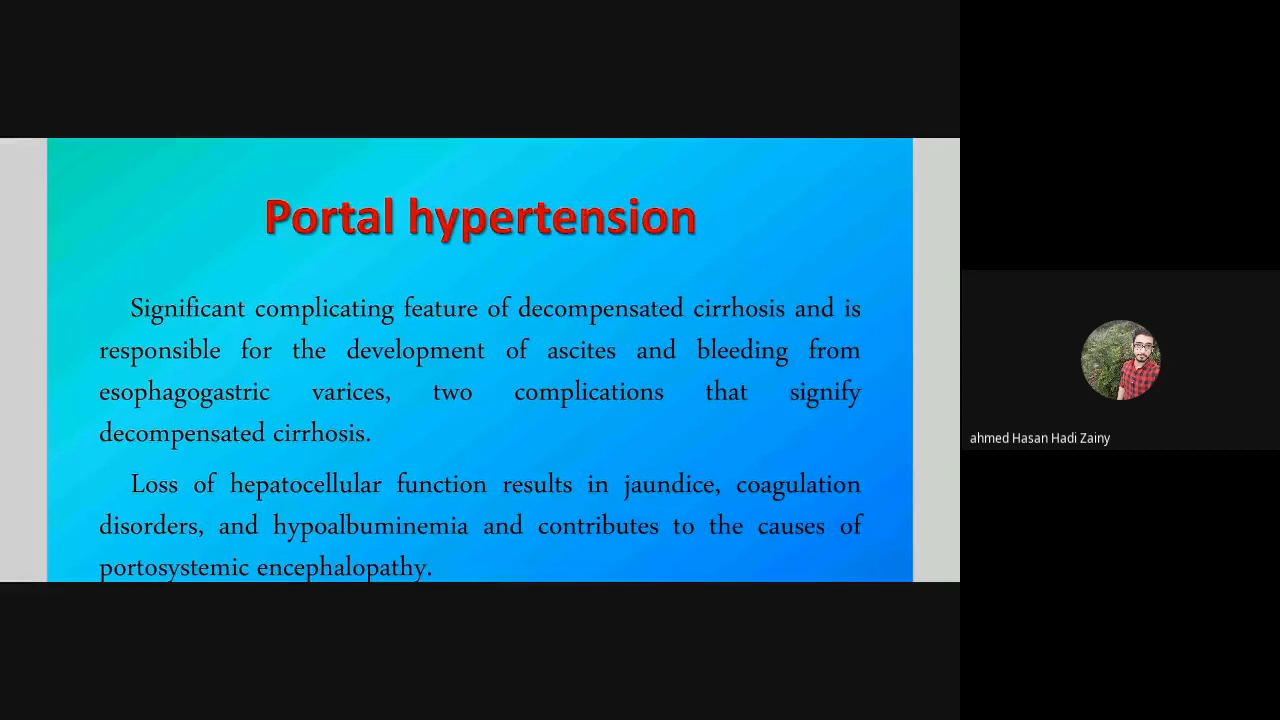 Portal hypertension
Significant complicating feature of decompensated cirrhosis and is
responsible for the development of ascites and bleeding from
esophagogastric varices, two complications that signify
decompensated cirrhosis.
Loss of hepatocellular function results in jaundice, coagulation
disorders, and hypoalbuminemia and contributes to the causes of
portosystemic encephalopathy.
ahmed Hasan Hadi Zainy